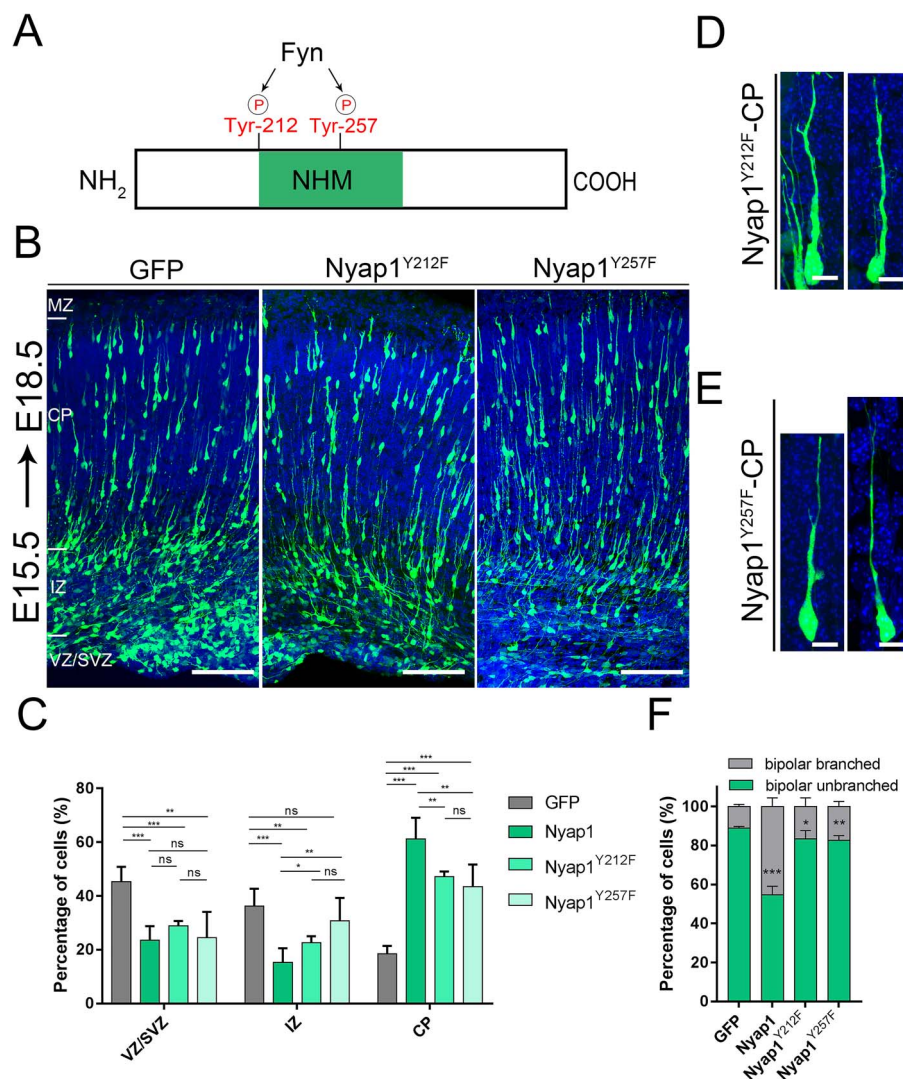 A
Fyn
P P
Tyr-212 Tyr-257
NH2 NHM COOH
B
GFP Nyap1Y212F Nyap1Y257F
E15.5 E18.5
MZ
CP
IZ
VZ/SVZ
C
Percentage of cells (%)
80
60
40
20
0
** *** *** ns ns ns
ns ** *** ** * ns
*** *** *** ** ** ns
VZ/SVZ IZ CP
GFP
Nyap1
Nyap1Y212F
Nyap1Y257F
D
Nyap1Y212F-CP
E
Nyap1Y257F-CP
F
bipolar branched
bipolar unbranched
Percentage of cells (%)
100
80
60
40
20
0
*** * **
GFP Nyap1 Nyap1Y212F Nyap1Y257F